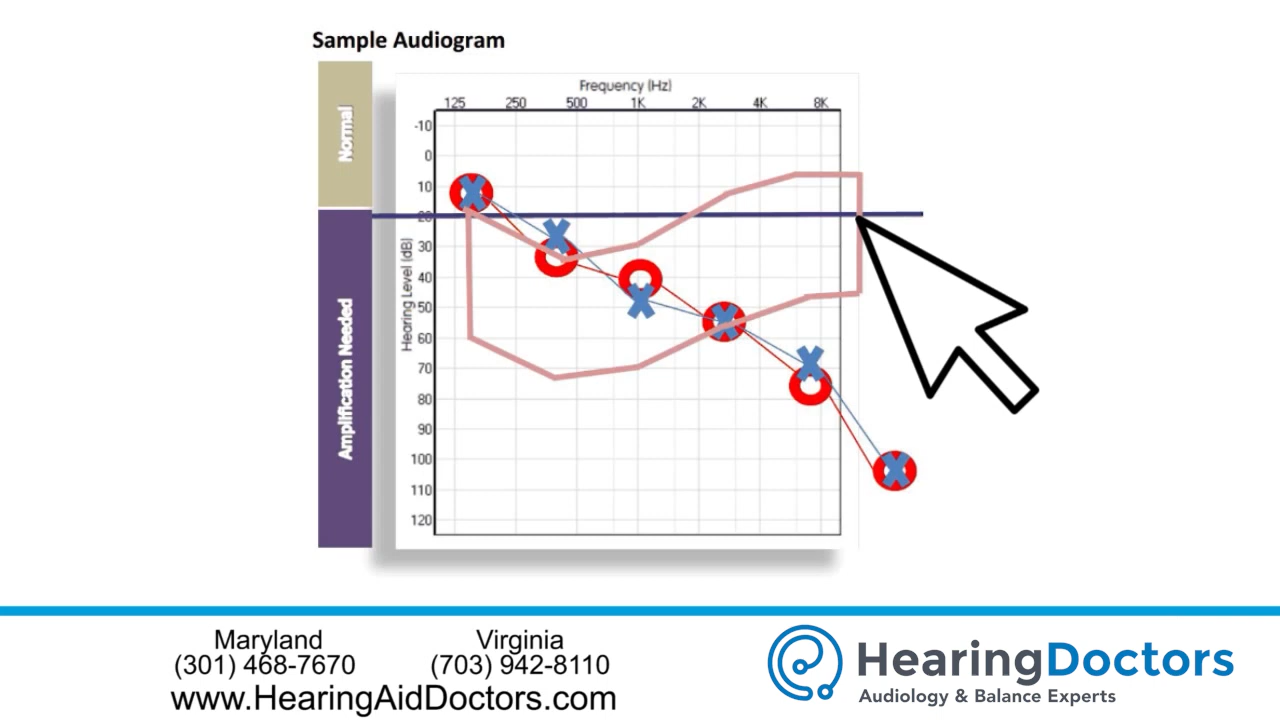 Sample Audiogram
Normal
Amplification Needed
Frequency (Hz)
125 250 500 1K 2K 4K 8K
Hearing Level (dB)
-10
0
10
20
30
40
50
60
70
80
90
100
110
120
Maryland
(301) 468-7670
Virginia
(703) 942-8110
www.HearingAidDoctors.com
HearingDoctors
Audiology & Balance Experts